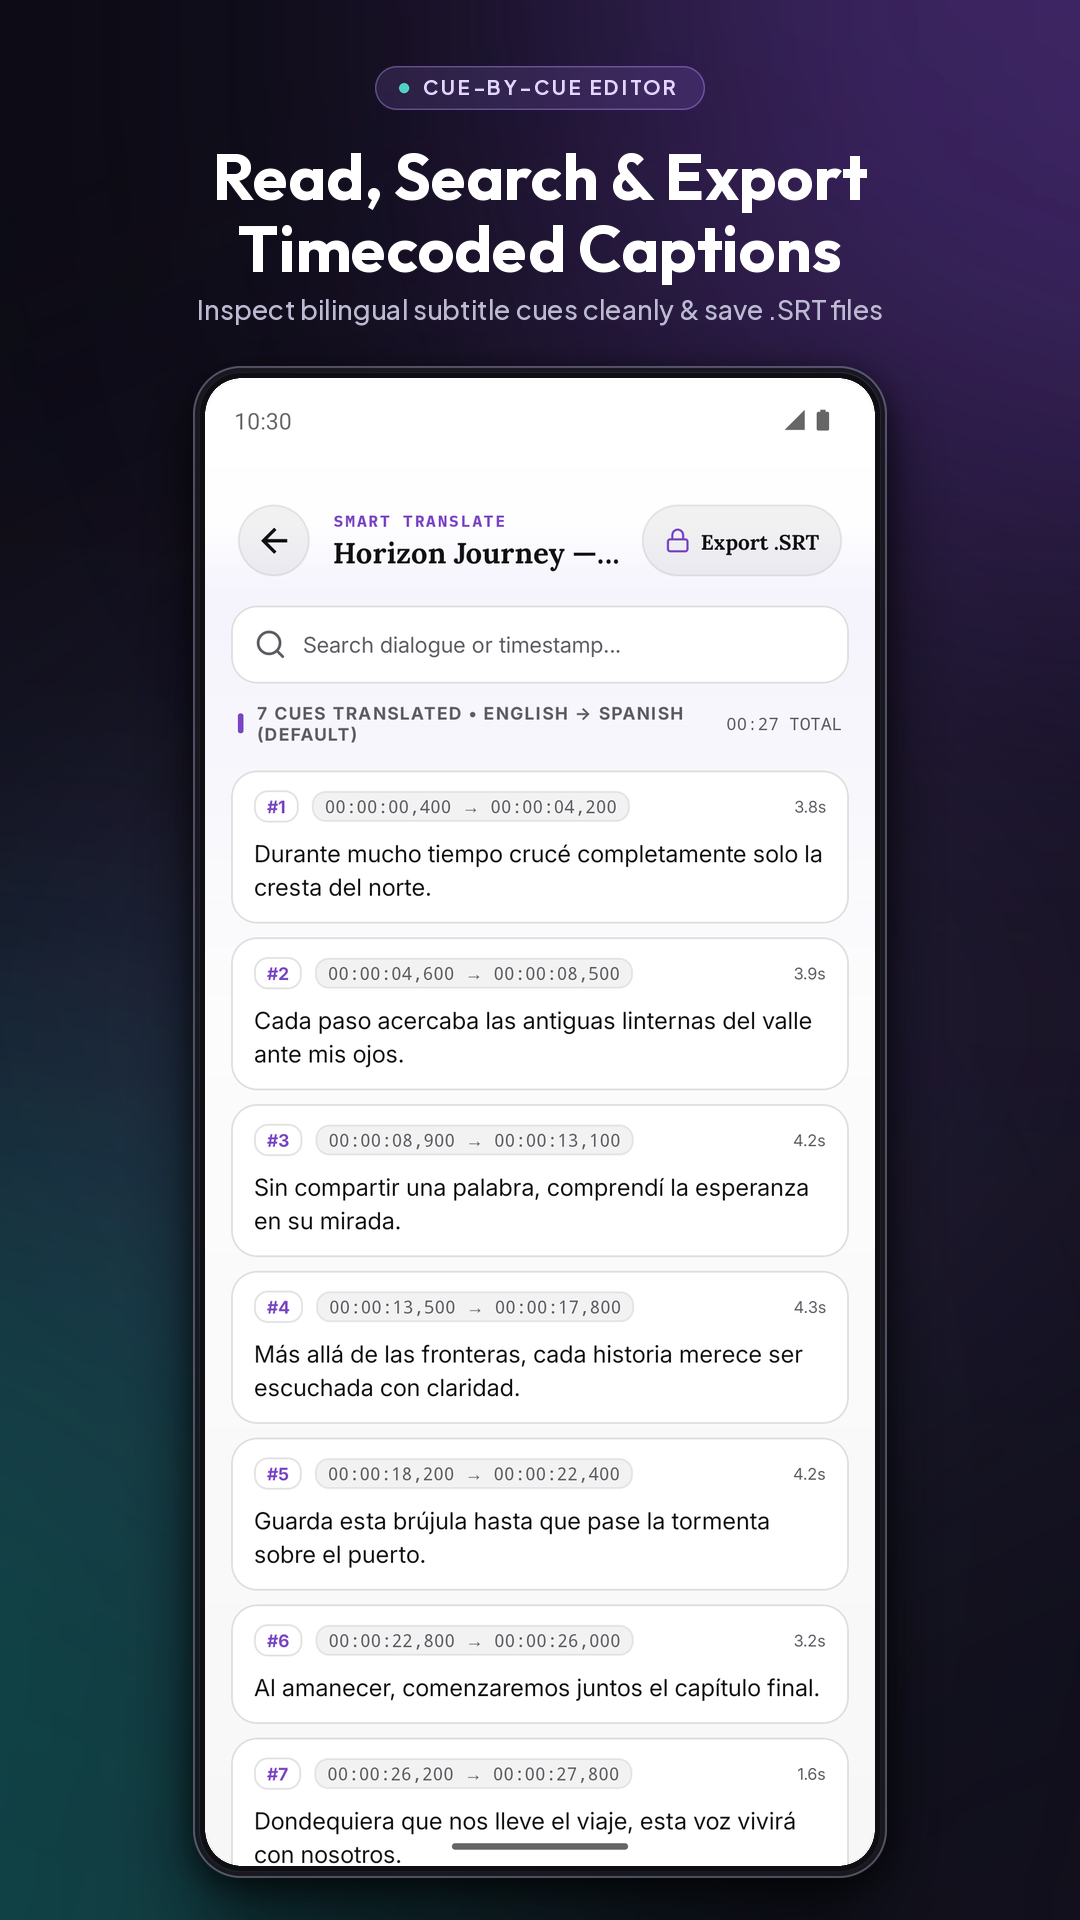 CUE-BY-CUE EDITOR
Read, Search & Export
Timecoded Captions
Inspect bilingual subtitle cues cleanly & save .SRT files
10:30
SMART TRANSLATE
Horizon Journey —...
Export .SRT
Search dialogue or timestamp...
7 CUES TRANSLATED • ENGLISH → SPANISH
(DEFAULT)
00:27 TOTAL
#1 00:00:00,400 → 00:00:04,200 3.8s
Durante mucho tiempo crucé completamente solo la
cresta del norte.
#2 00:00:04,600 → 00:00:08,500 3.9s
Cada paso acercaba las antiguas linternas del valle
ante mis ojos.
#3 00:00:08,900 → 00:00:13,100 4.2s
Sin compartir una palabra, comprendí la esperanza
en su mirada.
#4 00:00:13,500 → 00:00:17,800 4.3s
Más allá de las fronteras, cada historia merece ser
escuchada con claridad.
#5 00:00:18,200 → 00:00:22,400 4.2s
Guarda esta brújula hasta que pase la tormenta
sobre el puerto.
#6 00:00:22,800 → 00:00:26,000 3.2s
Al amanecer, comenzaremos juntos el capítulo final.
#7 00:00:26,200 → 00:00:27,800 1.6s
Dondequiera que nos lleve el viaje, esta voz vivirá
con nosotros.